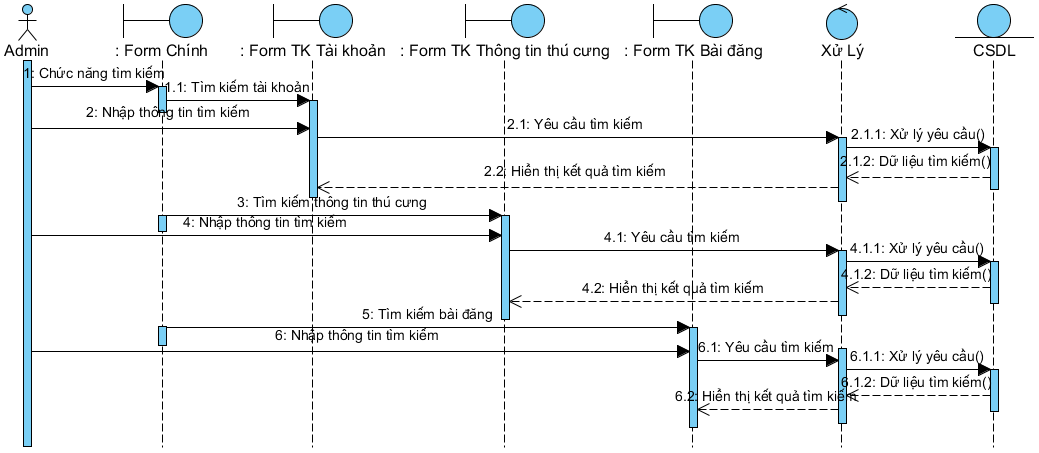 Admin
: Form Chính
: Form TK Tài khoản
: Form TK Thông tin thú cưng
: Form TK Bài đăng
Xử Lý
CSDL
1: Chức năng tìm kiếm
1.1: Tìm kiếm tài khoản
2: Nhập thông tin tìm kiếm
2.1: Yêu cầu tìm kiếm
2.1.1: Xử lý yêu cầu()
2.1.2: Dữ liệu tìm kiếm()
2.2: Hiển thị kết quả tìm kiếm
3: Tìm kiếm thông tin thú cưng
4: Nhập thông tin tìm kiếm
4.1: Yêu cầu tìm kiếm
4.1.1: Xử lý yêu cầu()
4.1.2: Dữ liệu tìm kiếm()
4.2: Hiển thị kết quả tìm kiếm
5: Tìm kiếm bài đăng
6: Nhập thông tin tìm kiếm
6.1: Yêu cầu tìm kiếm
6.1.1: Xử lý yêu cầu()
6.1.2: Dữ liệu tìm kiếm()
6.2: Hiển thị kết quả tìm kiếm